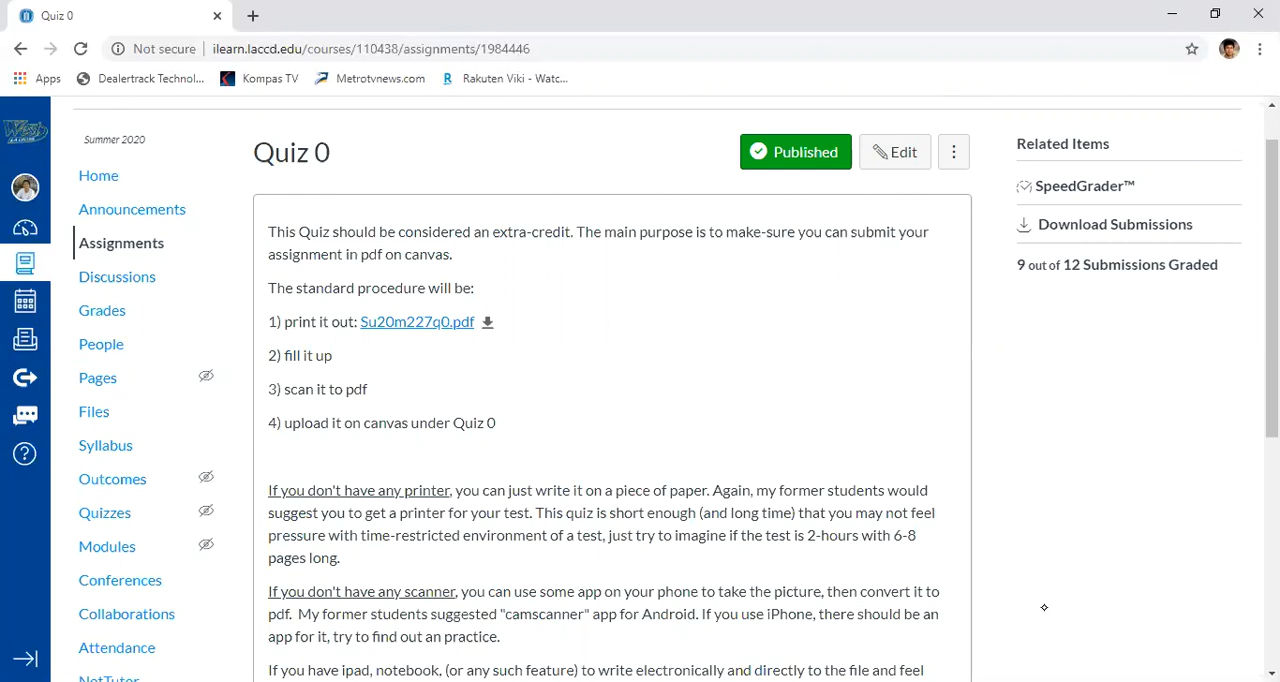 Quiz 0
Not secure
ilearn.laccd.edu/courses/110438/assignments/1984446
Apps
Dealertrack Technol...
Kompas TV
Metrotvnews.com
Rakuten Viki - Watc...
West
Summer 2020
Home
Announcements
Assignments
Discussions
Grades
People
Pages
Files
Syllabus
Outcomes
Quizzes
Modules
Conferences
Collaborations
Attendance
NetTutor
Quiz 0
Published
Edit
This Quiz should be considered an extra-credit. The main purpose is to make-sure you can submit your
assignment in pdf on canvas.
The standard procedure will be:
1) print it out: Su20m227q0.pdf
2) fill it up
3) scan it to pdf
4) upload it on canvas under Quiz 0
If you don't have any printer, you can just write it on a piece of paper. Again, my former students would
suggest you to get a printer for your test. This quiz is short enough (and long time) that you may not feel
pressure with time-restricted environment of a test, just try to imagine if the test is 2-hours with 6-8
pages long.
If you don't have any scanner, you can use some app on your phone to take the picture, then convert it to
pdf. My former students suggested "camscanner" app for Android. If you use iPhone, there should be an
app for it, try to find out an practice.
If you have ipad, notebook, (or any such feature) to write electronically and directly to the file and feel
Related Items
SpeedGrader™
Download Submissions
9 out of 12 Submissions Graded